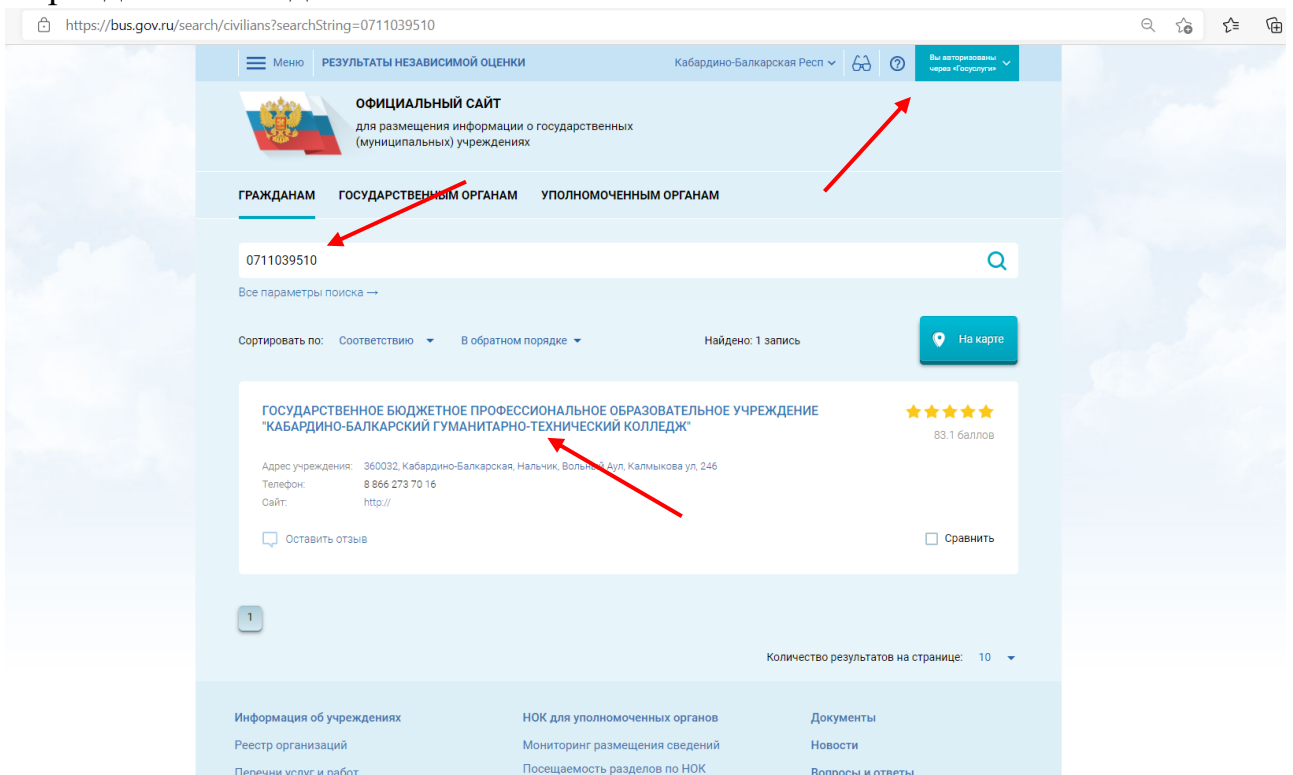 https://bus.gov.ru/search/civilians?searchString=0711039510
Меню РЕЗУЛЬТАТЫ НЕЗАВИСИМОЙ ОЦЕНКИ Кабардино-Балкарская Респ Вы авторизованы
через «Госуслуги»
ОФИЦИАЛЬНЫЙ САЙТ
для размещения информации о государственных
(муниципальных) учреждениях
ГРАЖДАНАМ ГОСУДАРСТВЕННЫМ ОРГАНАМ УПОЛНОМОЧЕННЫМ ОРГАНАМ
0711039510
Все параметры поиска →
Сортировать по: Соответствию В обратном порядке Найдено: 1 запись На карте
ГОСУДАРСТВЕННОЕ БЮДЖЕТНОЕ ПРОФЕССИОНАЛЬНОЕ ОБРАЗОВАТЕЛЬНОЕ УЧРЕЖДЕНИЕ
"КАБАРДИНО-БАЛКАРСКИЙ ГУМАНИТАРНО-ТЕХНИЧЕСКИЙ КОЛЛЕДЖ"
83.1 баллов
Адрес учреждения: 360032, Кабардино-Балкарская, Нальчик, Вольный Аул, Калмыкова ул, 246
Телефон: 8 866 273 70 16
Сайт: http://
Оставить отзыв Сравнить
1
Количество результатов на странице: 10
Информация об учреждениях НОК для уполномоченных органов Документы
Реестр организаций Мониторинг размещения сведений Новости
Перечни услуг и работ Посещаемость разделов по НОК Вопросы и ответы